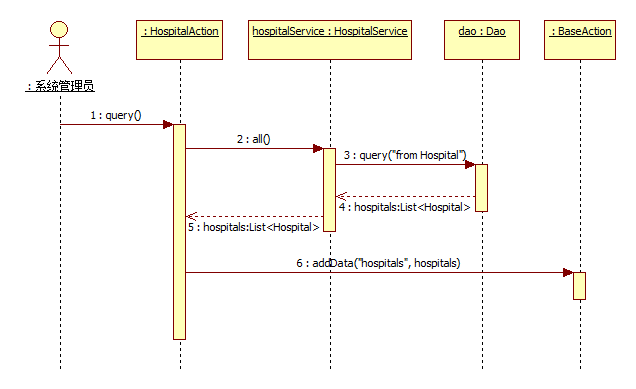 : HospitalAction
hospitalService : HospitalService
dao : Dao
: BaseAction
: 系统管理员
1 : query()
2 : all()
3 : query("from Hospital")
4 : hospitals:List<Hospital>
5 : hospitals:List<Hospital>
6 : addData("hospitals", hospitals)